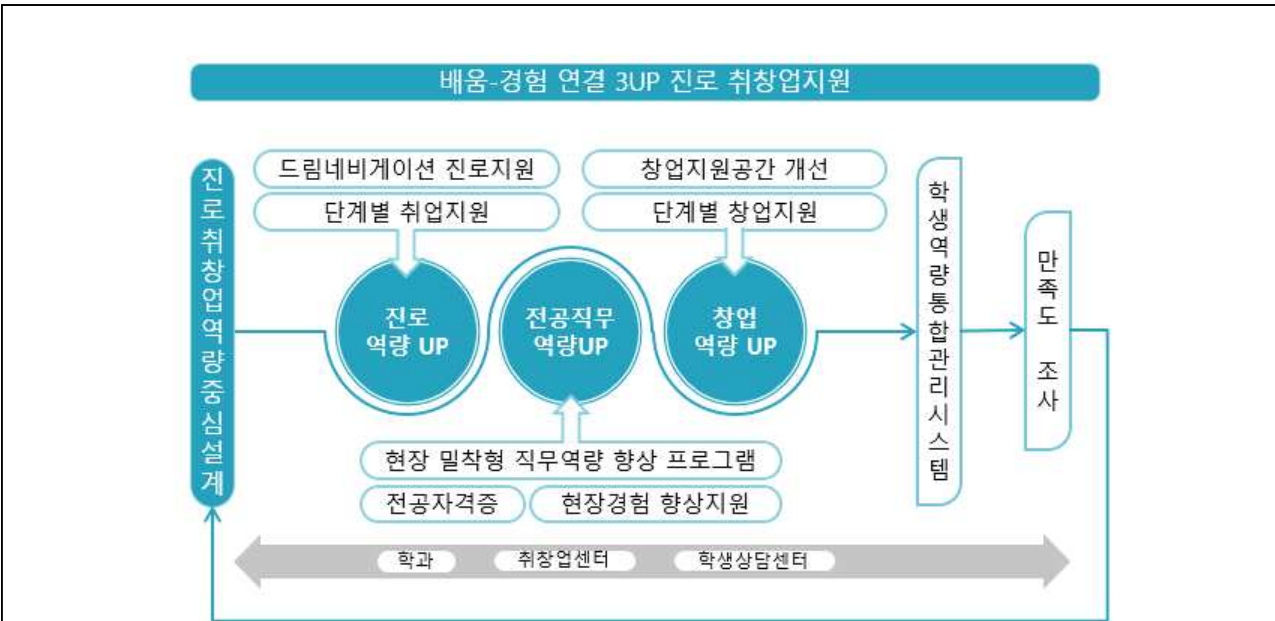 배움-경험 연결 3UP 진로 취창업지원
진로취창업역량중심설계
드림네비게이션 진로지원
단계별 취업지원
창업지원공간 개선
단계별 창업지원
진로
역량 UP
전공직무
역량UP
창업
역량 UP
현장 밀착형 직무역량 향상 프로그램
전공자격증
현장경험 향상지원
학생역량통합관리시스템
만족도 조사
학과
취창업센터
학생상담센터